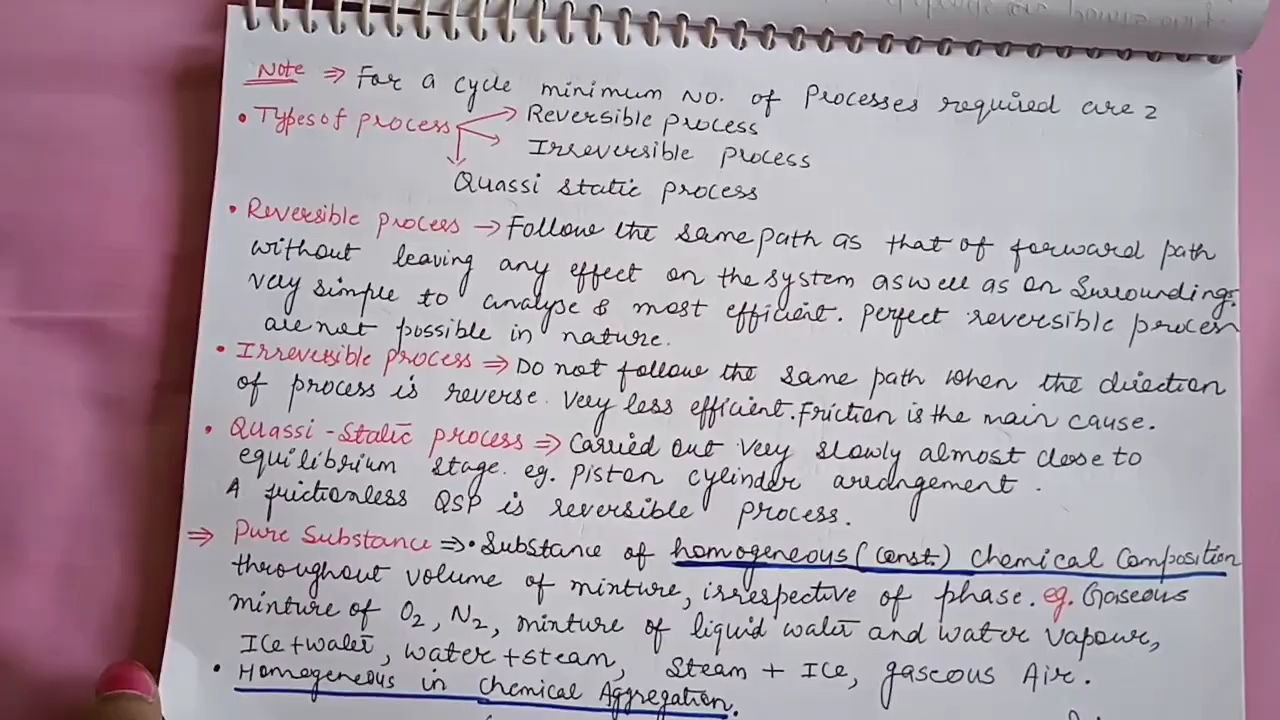 Note ⇒ For a cycle minimum No. of Processes required are 2
• Types of process → Reversible process
→ Irreversible process
Quassi static process
• Reversible process → Follow the same path as that of forward path
without leaving any effect on the system aswell as on Surroundings.
very simple to analyse & most efficient. perfect reversible process
are not possible in nature.
• Irreversible process ⇒ Do not follow the same path when the direction
of process is reverse. Very less efficient. Friction is the main cause.
• Quassi-Static process ⇒ Carried out very slowly almost close to
equilibrium stage. eg. Piston cylinder arrangement.
A frictionless QSP is reversible process.
⇒ Pure Substance ⇒ • Substance of homogeneous (const.) Chemical Composition
throughout volume of minture, irrespective of phase. eg. Gaseous
minture of O2, N2, minture of liquid water and water vapour,
Ice+water, water+steam, Steam + Ice, gaseous Air.
• Homogeneous in Chemical Aggregation.